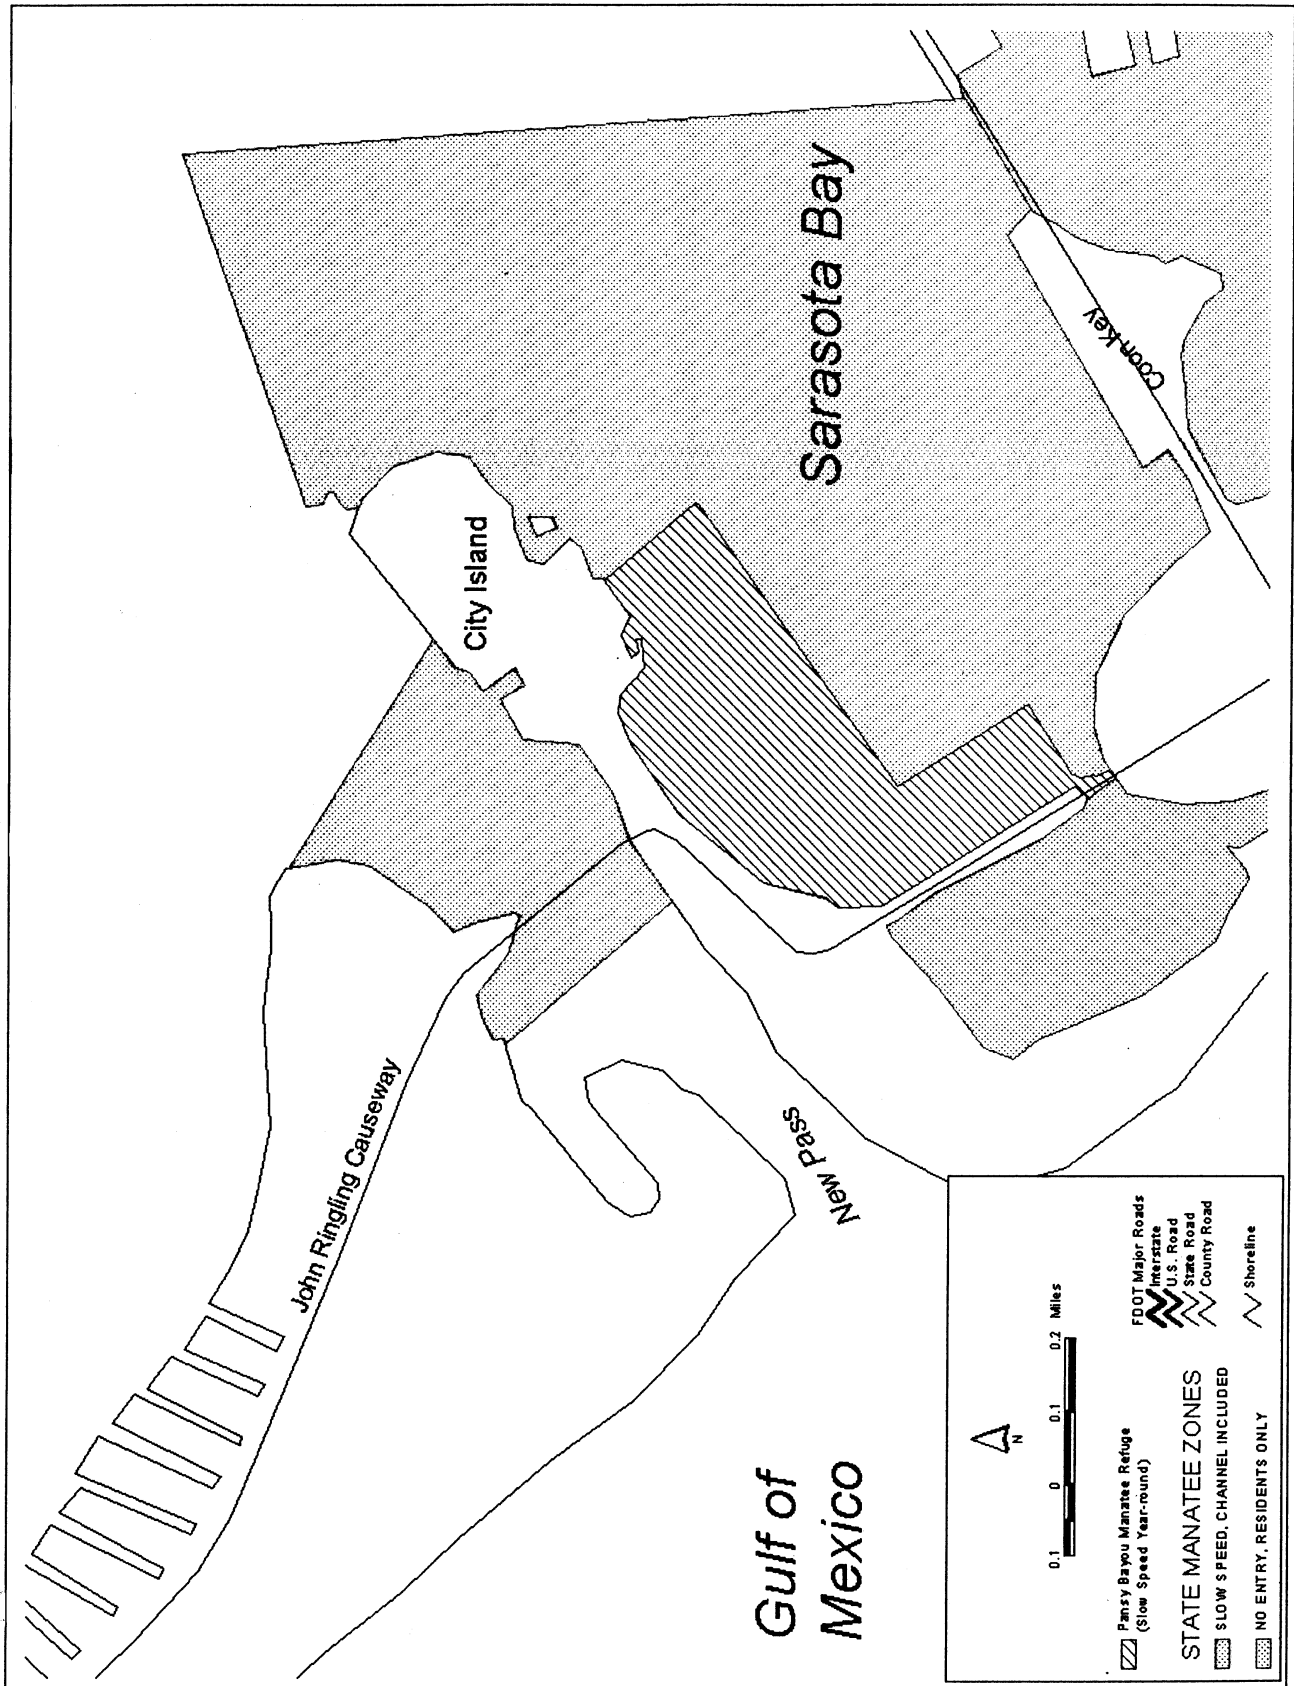 Sarasota Bay
Coon Key
City Island
John Ringling Causeway
New Pass
Gulf of
Mexico
N
0.1 0 0.1 0.2 Miles
Pansy Bayou Manatee Refuge
(Slow Speed Year-round)
STATE MANATEE ZONES
SLOW SPEED, CHANNEL INCLUDED
NO ENTRY, RESIDENTS ONLY
FDOT Major Roads
Interstate
U.S. Road
State Road
County Road
Shoreline